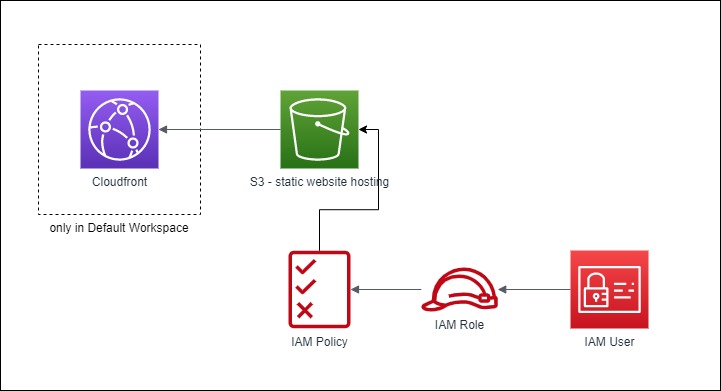 Cloudfront
S3 - static website hosting
only in Default Workspace
IAM Role
IAM Policy
IAM User